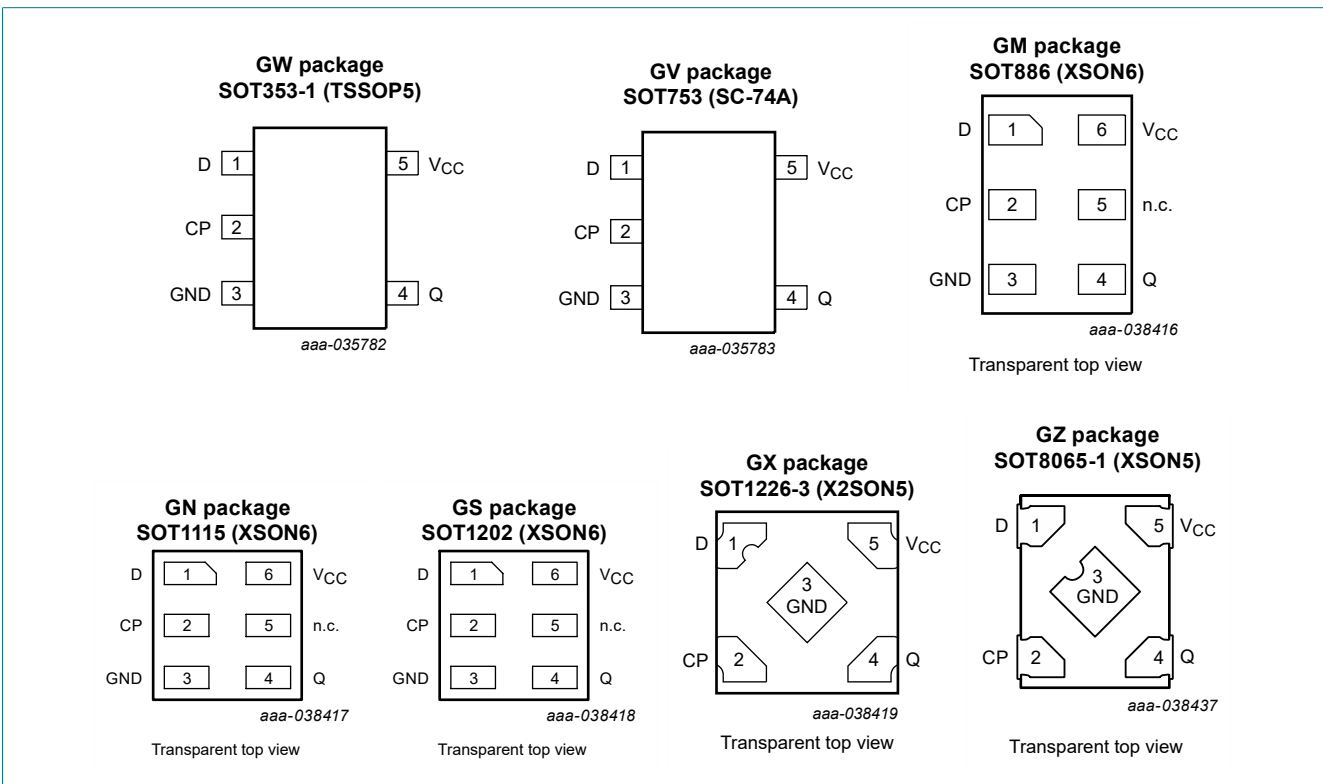 GW package
SOT353-1 (TSSOP5)
D 1
5 VCC
CP 2
GND 3
4 Q
aaa-035782
GV package
SOT753 (SC-74A)
D 1
5 VCC
CP 2
GND 3
4 Q
aaa-035783
GM package
SOT886 (XSON6)
D 1 6 VCC
CP 2 5 n.c.
GND 3 4 Q
aaa-038416
Transparent top view
GN package
SOT1115 (XSON6)
D 1 6 VCC
CP 2 5 n.c.
GND 3 4 Q
aaa-038417
Transparent top view
GS package
SOT1202 (XSON6)
D 1 6 VCC
CP 2 5 n.c.
GND 3 4 Q
aaa-038418
Transparent top view
GX package
SOT1226-3 (X2SON5)
D 1 5 VCC
3
GND
CP 2 4 Q
aaa-038419
Transparent top view
GZ package
SOT8065-1 (XSON5)
D 1 5 VCC
3
GND
CP 2 4 Q
aaa-038437
Transparent top view